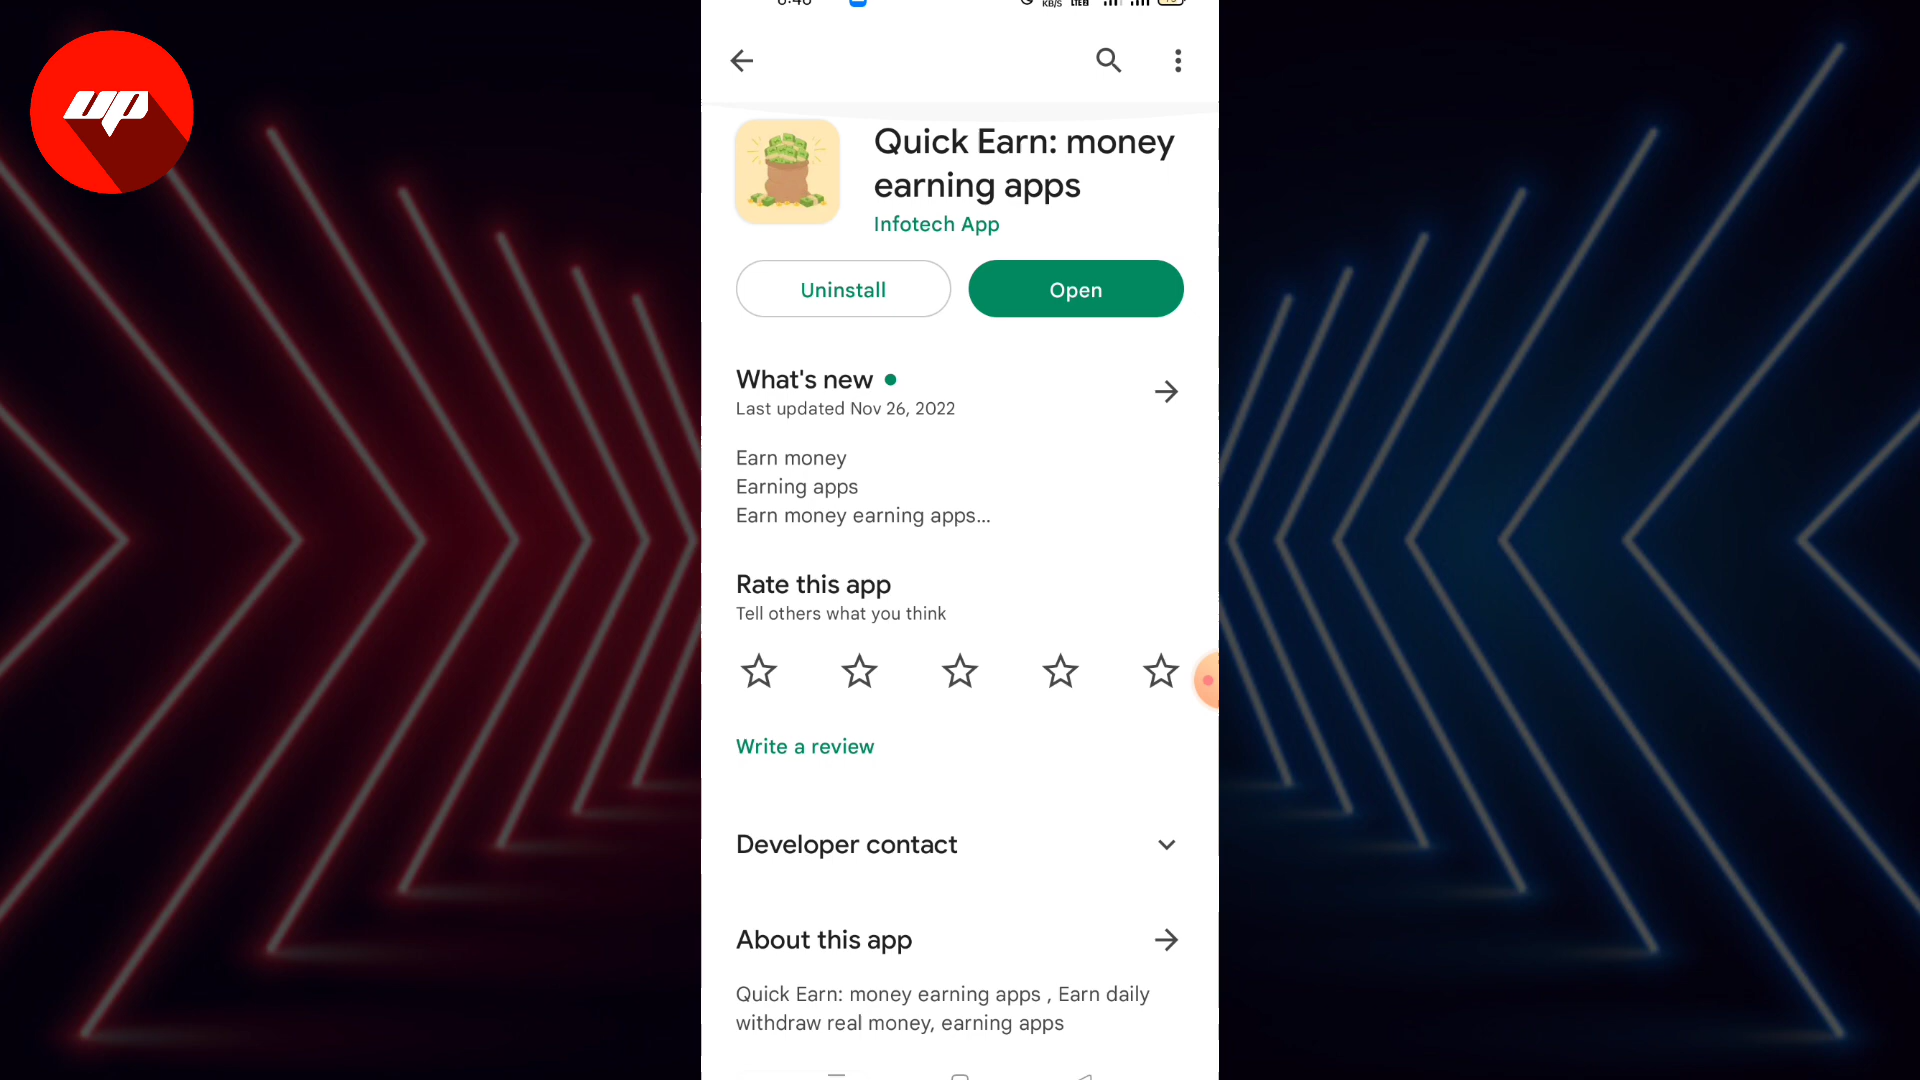 UP
KB/S
Quick Earn: money
earning apps
Infotech App
Uninstall
Open
What's new
Last updated Nov 26, 2022
Earn money
Earning apps
Earn money earning apps...
Rate this app
Tell others what you think
Write a review
Developer contact
About this app
Quick Earn: money earning apps , Earn daily
withdraw real money, earning apps